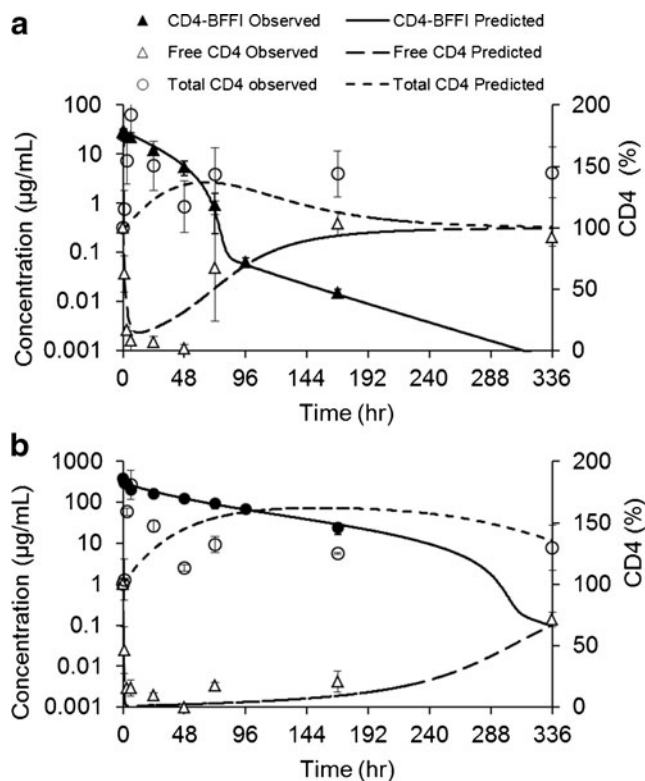 a
CD4-BFFI Observed CD4-BFFI Predicted
Free CD4 Observed Free CD4 Predicted
Total CD4 observed Total CD4 Predicted
100 200
10 150
1
0.1 100
0.01 50
0.001 0
Concentration (µg/mL)
CD4 (%)
0 48 96 144 192 240 288 336
Time (hr)
b
1000 200
100 150
10
1 100
0.1
0.01 50
0.001 0
Concentration (µg/mL)
CD4 (%)
0 48 96 144 192 240 288 336
Time (hr)